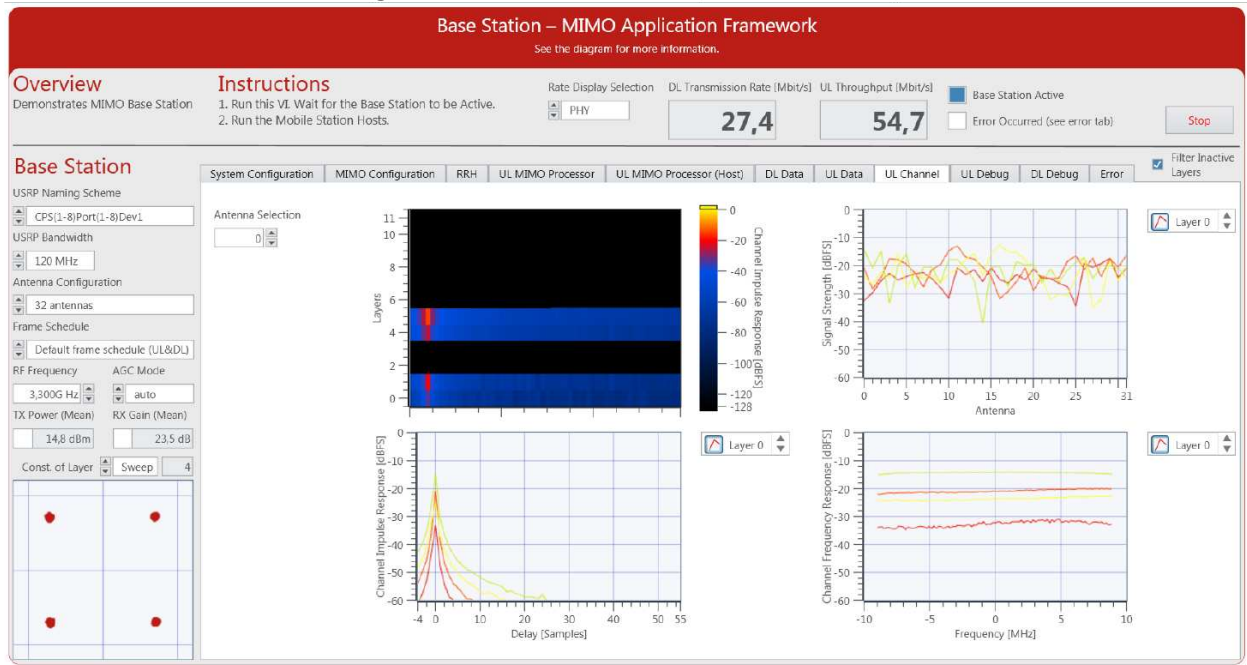 Base Station – MIMO Application Framework
See the diagram for more information.
Overview
Demonstrates MIMO Base Station
Instructions
1. Run this VI. Wait for the Base Station to be Active.
2. Run the Mobile Station Hosts.
Rate Display Selection
PHY
DL Transmission Rate [Mbit/s]
27,4
UL Throughput [Mbit/s]
54,7
Base Station Active
Error Occurred (see error tab)
Stop
Base Station
USRP Naming Scheme
CPS(1-8)Port(1-8)Dev1
USRP Bandwidth
120 MHz
Antenna Configuration
32 antennas
Frame Schedule
Default frame schedule (UL&DL)
RF Frequency AGC Mode
3,300G Hz auto
TX Power (Mean) RX Gain (Mean)
14,8 dBm 23,5 dB
Const. of Layer Sweep 4
System Configuration MIMO Configuration RRH UL MIMO Processor UL MIMO Processor (Host) DL Data UL Data UL Channel UL Debug DL Debug Error
Filter Inactive
Layers
Antenna Selection
0
Layers
11
10
8
6
4
2
0
0
-20
-40
-60
-80
-100
-120
-128
Channel Impulse Response [dBFS]
Signal Strength [dBFS]
0
-10
-20
-30
-40
-50
-60
0 5 10 15 20 25 31
Antenna
Layer 0
Channel Impulse Response [dBFS]
0
-10
-20
-30
-40
-50
-60
-4 0 10 20 30 40 50 55
Delay [Samples]
Layer 0
Channel Frequency Response [dBFS]
0
-10
-20
-30
-40
-50
-60
-10 -5 0 5 10
Frequency [MHz]
Layer 0